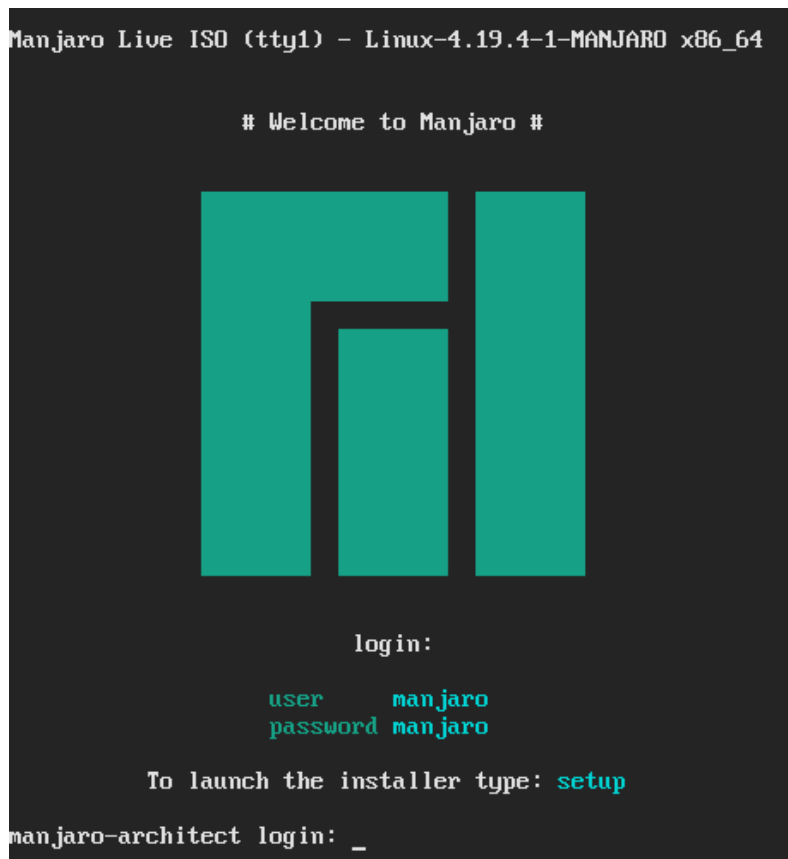 Manjaro Live ISO (tty1) - Linux-4.19.4-1-MANJARO x86_64
# Welcome to Manjaro #
login:
user manjaro
password manjaro
To launch the installer type: setup
manjaro-architect login: _